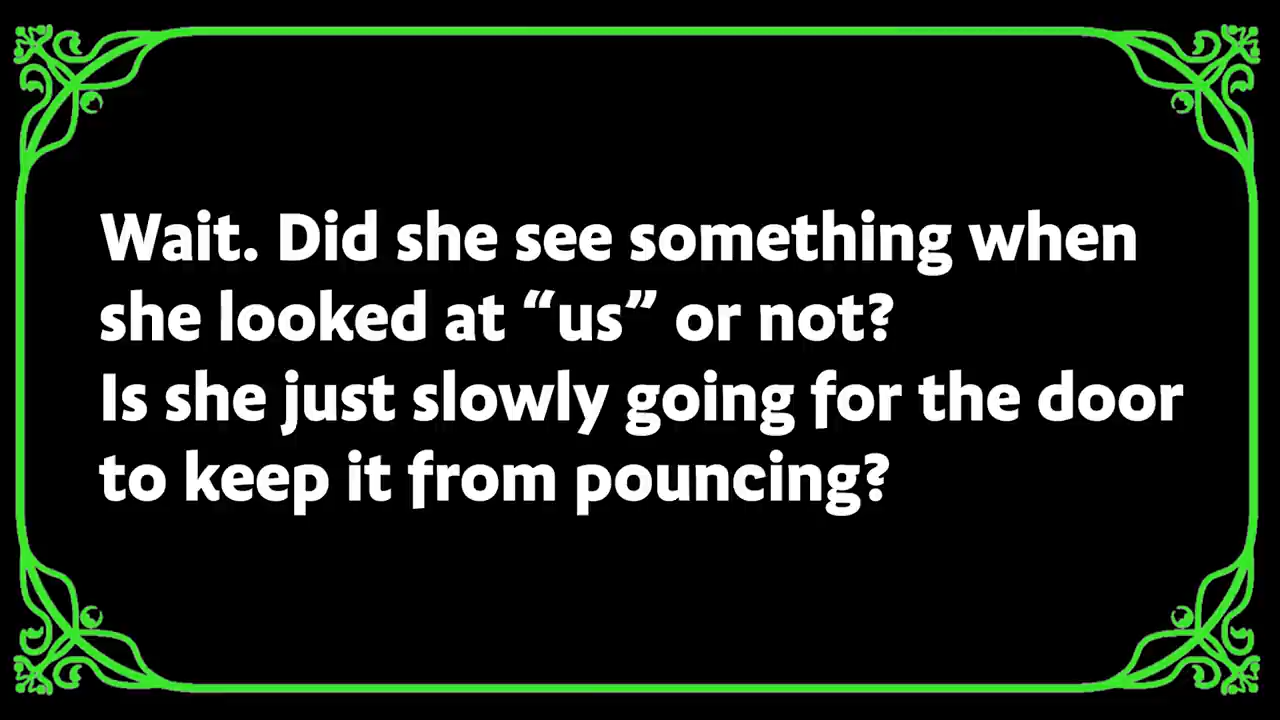 Wait. Did she see something when
she looked at “us” or not?
Is she just slowly going for the door
to keep it from pouncing?